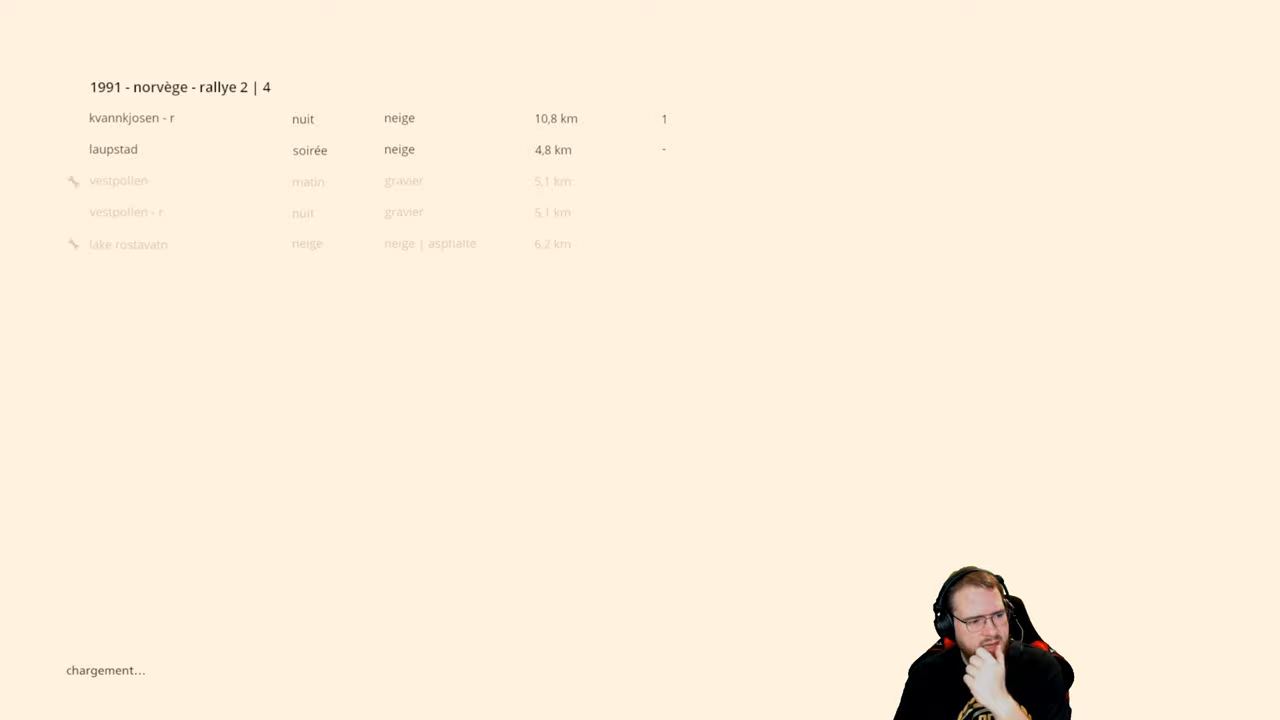 1991 - norvège - rallye 2 | 4
kvannkjosen - r nuit neige 10,8 km 1
laupstad soirée neige 4,8 km -
vestpollen matin gravier 5,1 km
vestpollen - r nuit gravier 5,1 km
lake rostavatn neige neige | asphalte 6,2 km
chargement...